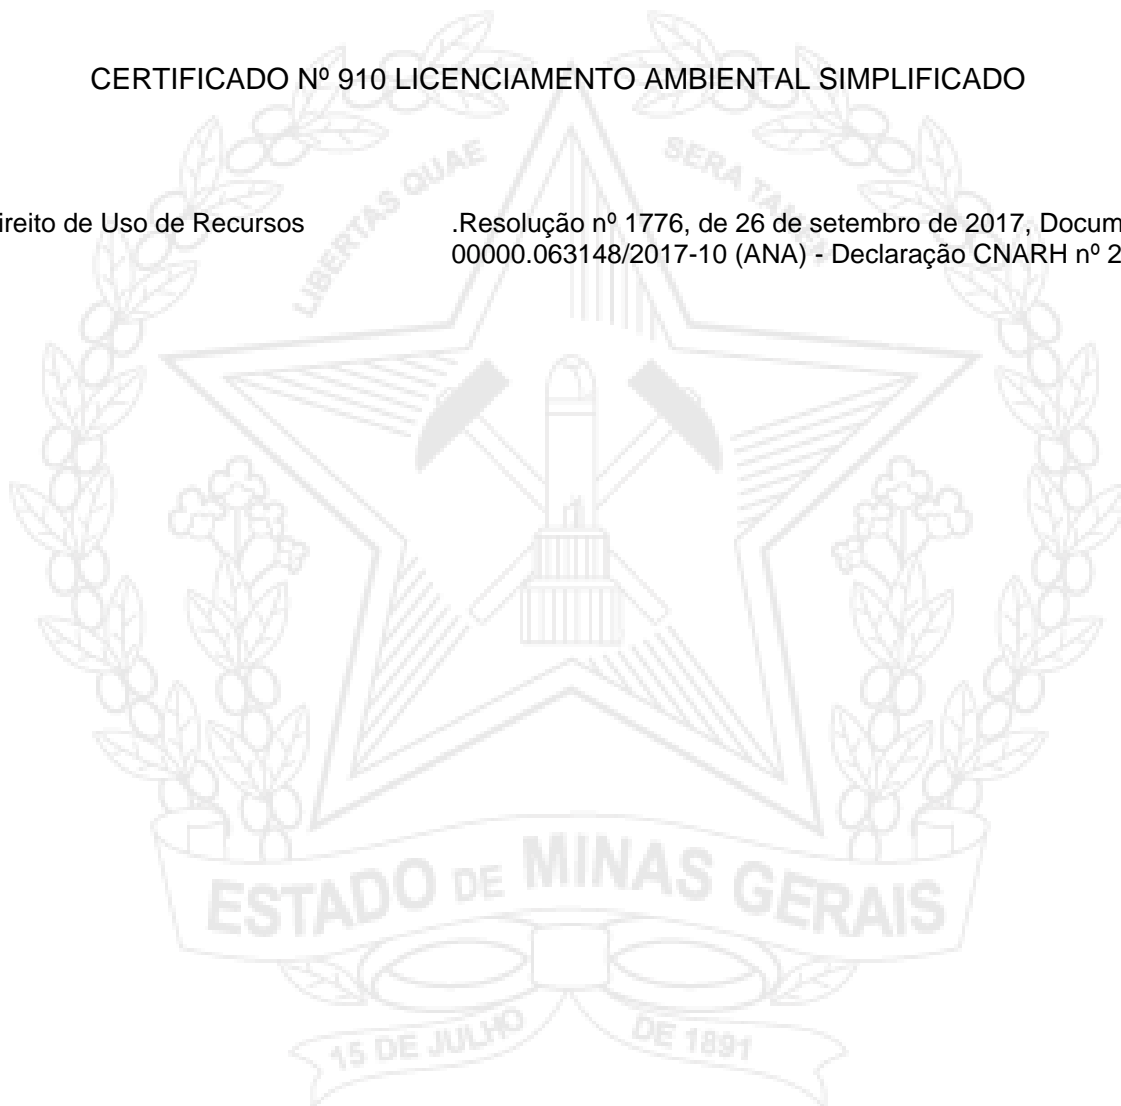 CERTIFICADO Nº 910 LICENCIAMENTO AMBIENTAL SIMPLIFICADO
LIBERTAS QUAE SERA TAMEN
ireito de Uso de Recursos
.Resolução nº 1776, de 26 de setembro de 2017, Docum
00000.063148/2017-10 (ANA) - Declaração CNARH nº 2
ESTADO DE MINAS GERAIS
15 DE JULHO DE 1891